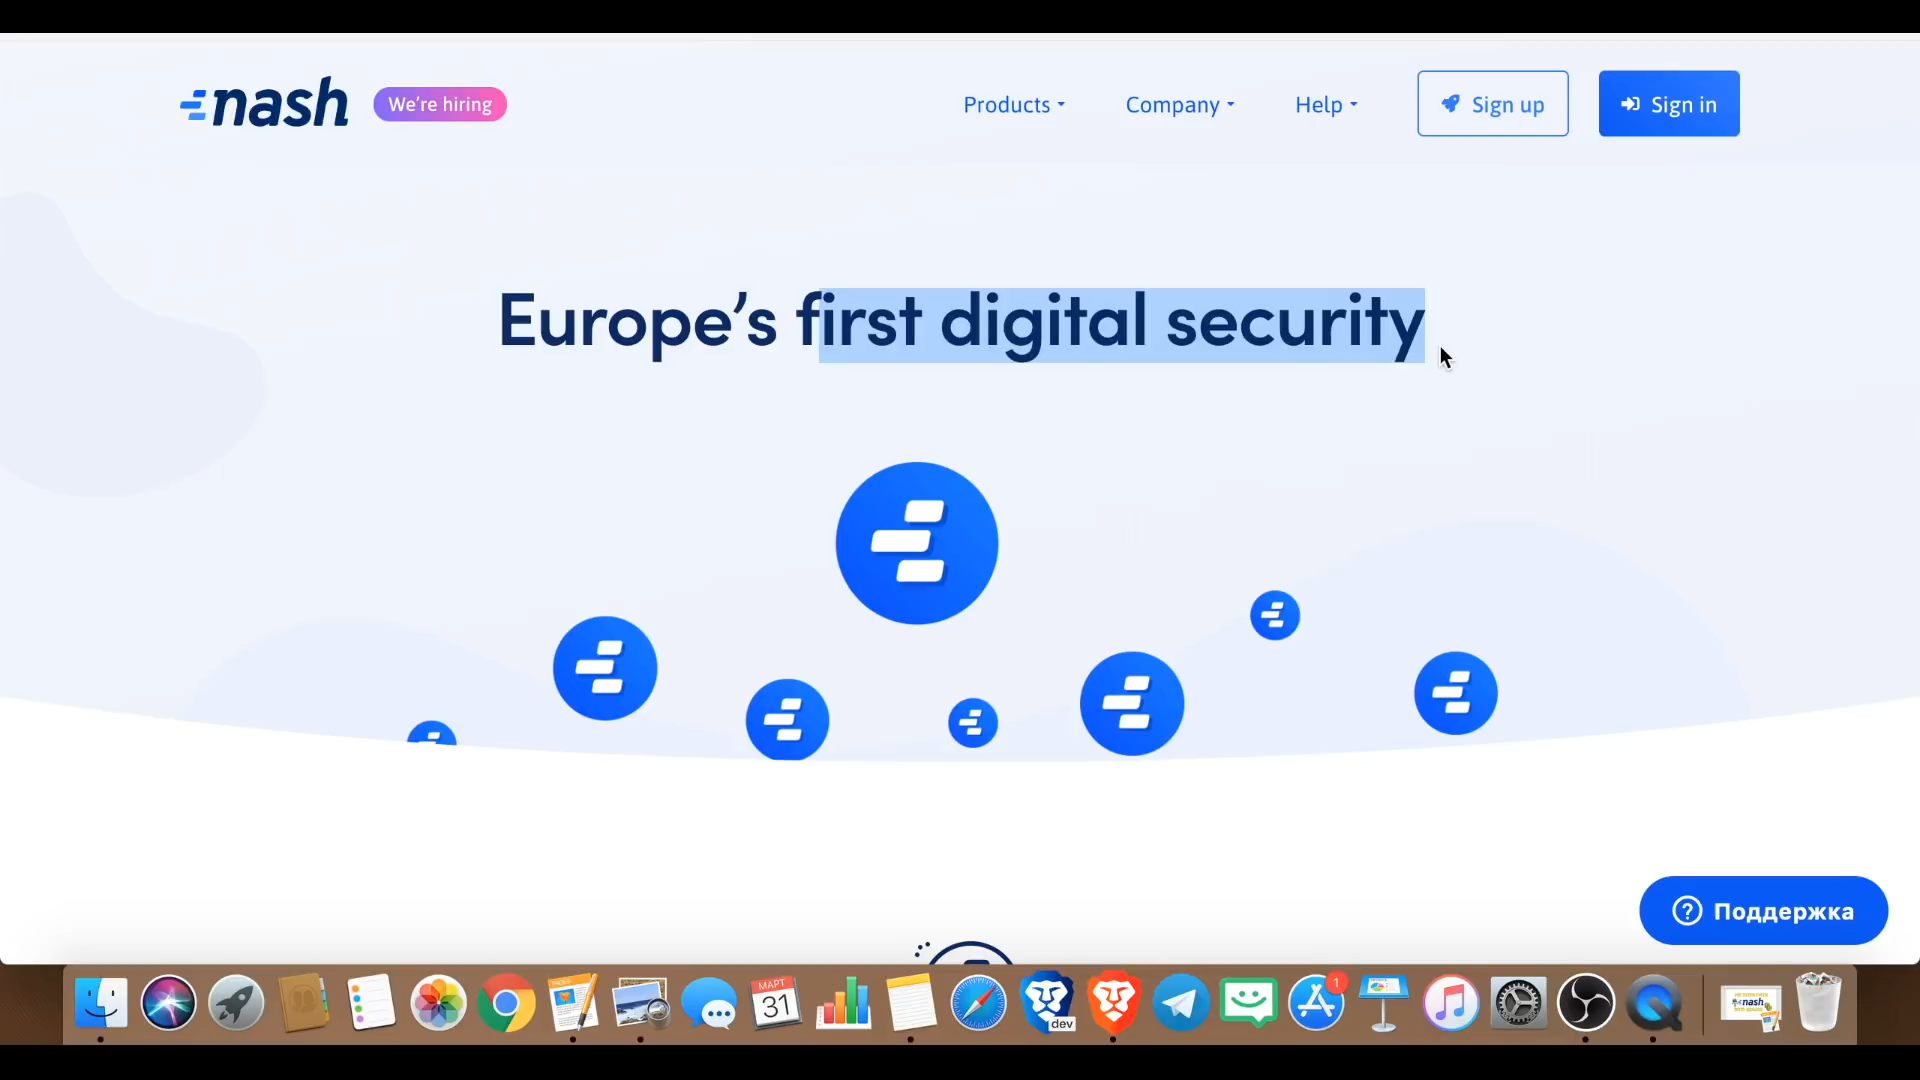 nash
We're hiring
Products
Company
Help
Sign up
Sign in
Europe’s first digital security
Поддержка
МАРТ
31
dev
1
nash